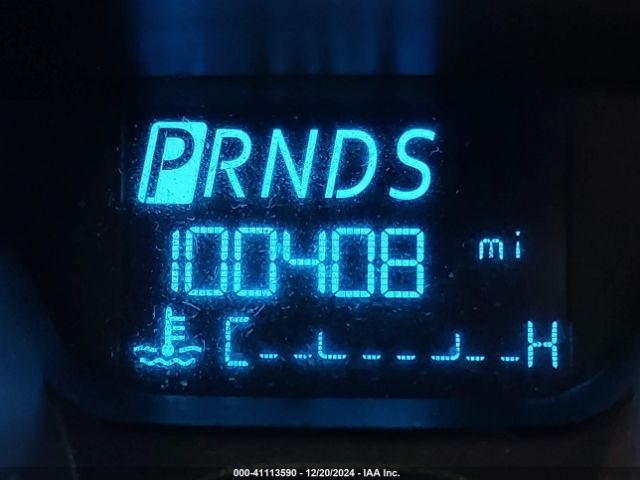 PRNDS
100408 mi
C H
000-41113590 - 12/20/2024 - IAA Inc.